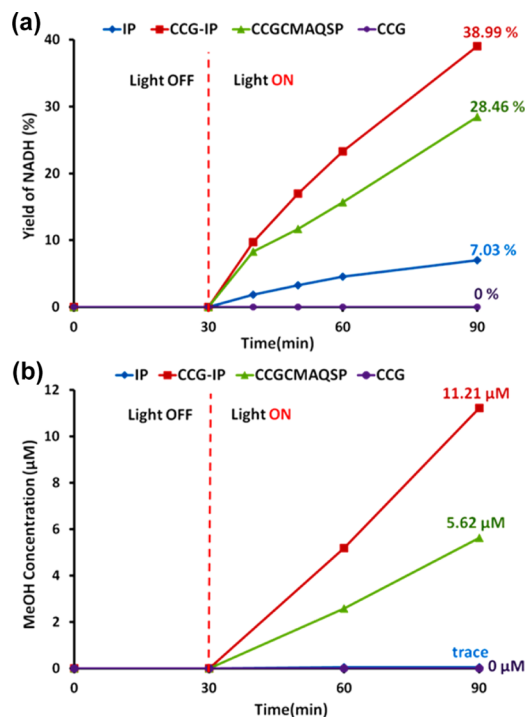 (a)
IP CCG-IP CCGCMAQSP CCG
38.99 %
40
Light OFF Light ON
28.46 %
30
Yield of NADH (%)
20
10
7.03 %
0 %
0
0 30 60 90
Time(min)
(b)
IP CCG-IP CCGCMAQSP CCG
12
11.21 µM
Light OFF Light ON
10
8
MeOH Concentration (µM)
6
5.62 µM
4
2
trace
0
0 µM
0 30 60 90
Time(min)